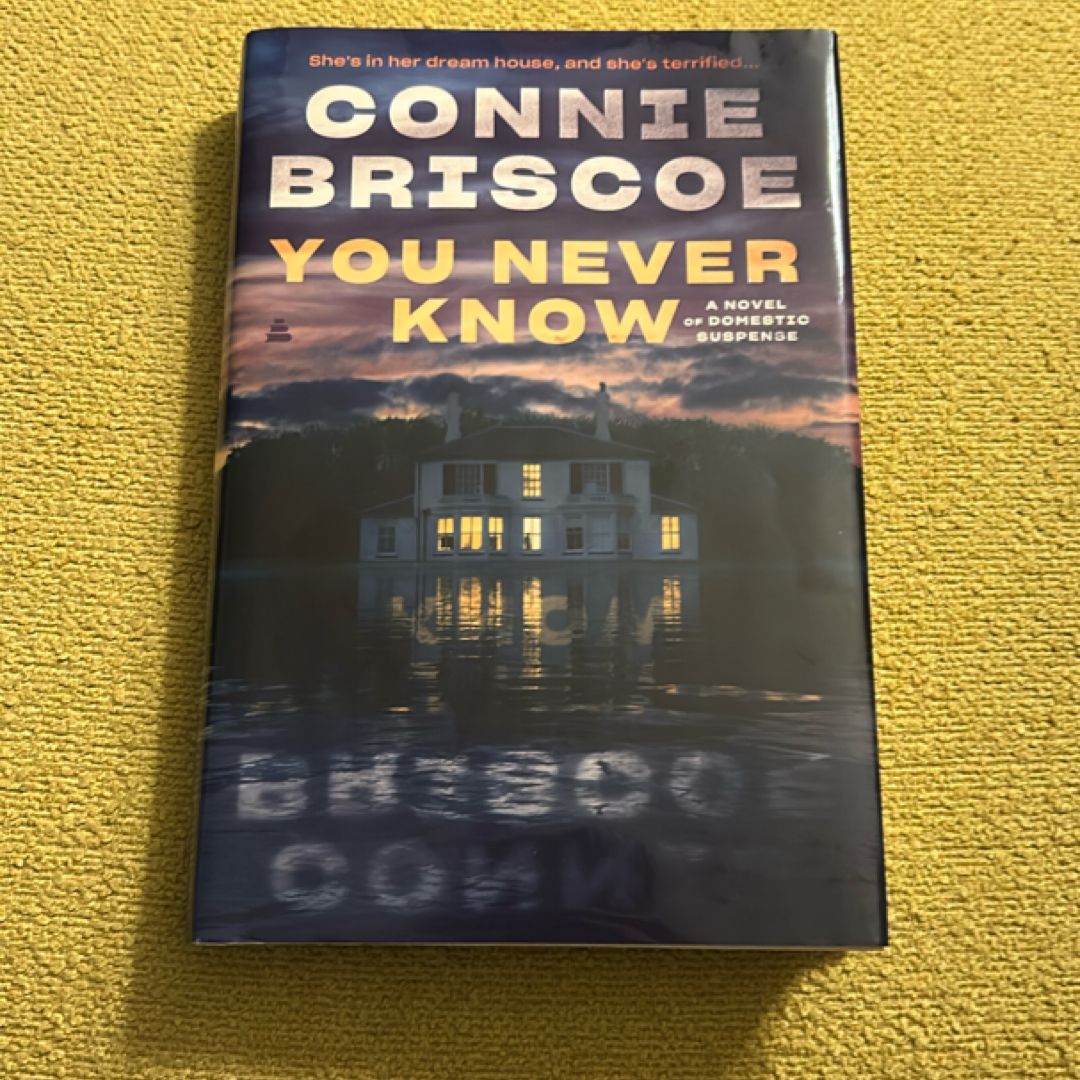 She's in her dream house, and she's terrified...
CONNIE
BRISCOE
YOU NEVER
KNOW
A NOVEL
OF DOMESTIC
SUSPENSE